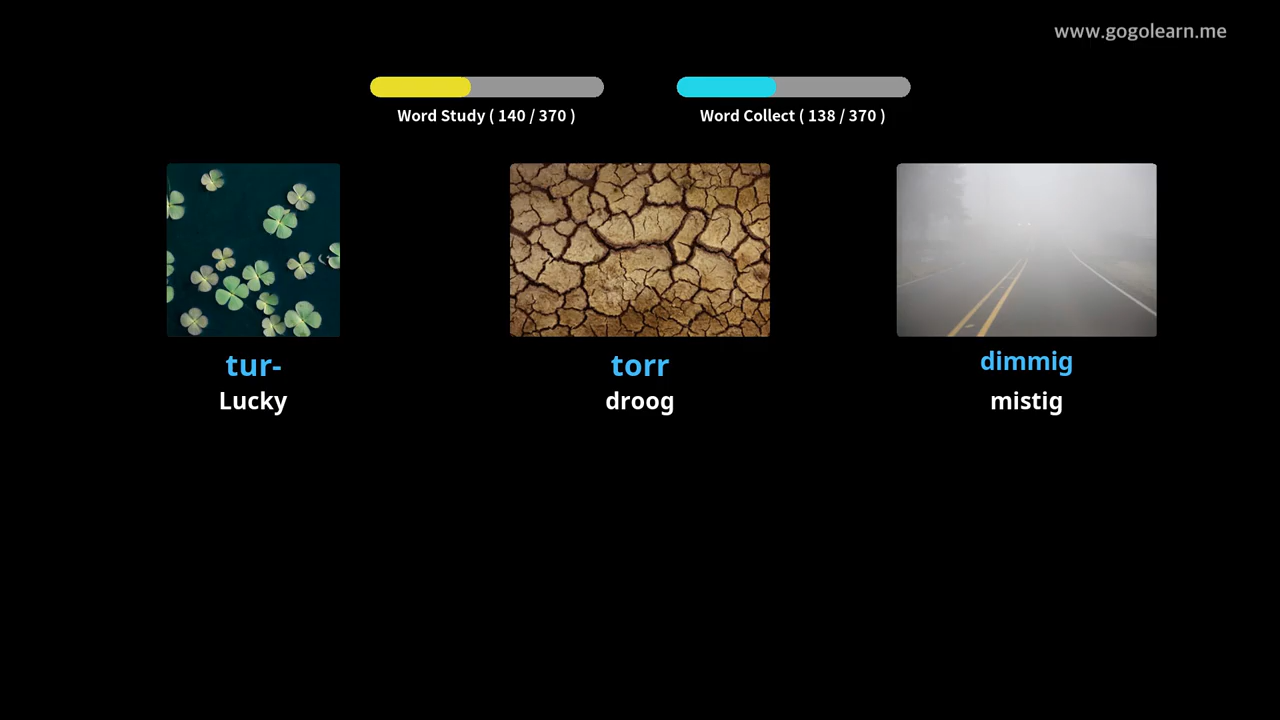 www.gogolearn.me
Word Study ( 140 / 370 )
Word Collect ( 138 / 370 )
tur-
Lucky
torr
droog
dimmig
mistig